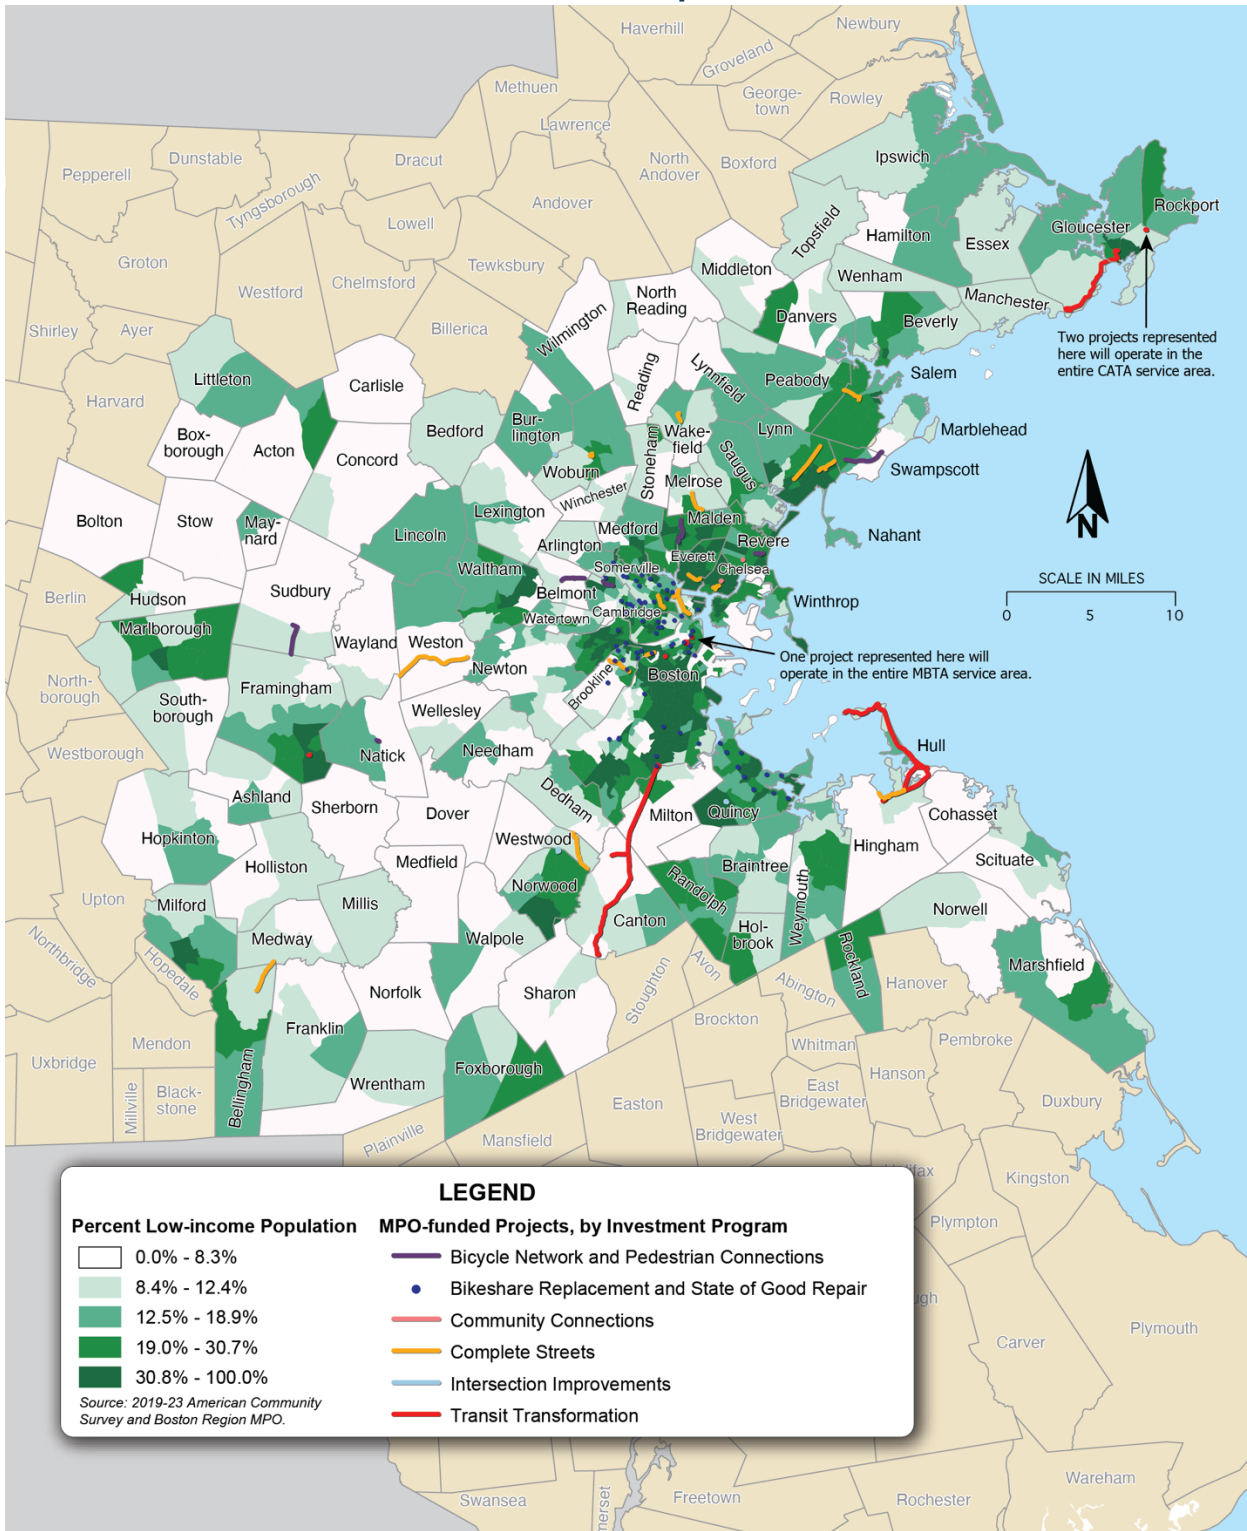 Haverhill
Newbury
Groveland
Methuen
George-
town
Rowley
Lawrence
Dunstable
Dracut
North
Andover
Boxford
Ipswich
Pepperell
Tyngsborough
Andover
Rockport
Lowell
Topsfield
Hamilton
Gloucester
Essex
Groton
Tewksbury
Middleton
Wenham
Chelmsford
Westford
North
Reading
Manchester
Danvers
Beverly
Shirley
Ayer
Billerica
Wilmington
Two projects represented
here will operate in the
entire CATA service area.
Littleton
Carlisle
Reading
Lynnfield
Peabody
Salem
Harvard
Box-
borough
Acton
Bedford
Bur-
lington
Wake-
field
Lynn
Marblehead
Concord
Woburn
Stoneham
Saugus
Swampscott
Melrose
Winchester
Bolton
Stow
May-
nard
Lexington
Lincoln
Medford
Malden
Revere
Nahant
N
Arlington
Everett
Waltham
Somerville
Chelsea
SCALE IN MILES
Berlin
Hudson
Sudbury
Belmont
Winthrop
0
5
10
Watertown
Cambridge
Marlborough
Wayland
Weston
Newton
One project represented here will
operate in the entire MBTA service area.
North-
borough
Framingham
Brookline
Boston
South-
borough
Wellesley
Westborough
Natick
Needham
Hull
Ashland
Sherborn
Dover
Dedham
Milton
Quincy
Cohasset
Hopkinton
Westwood
Hingham
Holliston
Medfield
Braintree
Scituate
Upton
Milford
Millis
Norwood
Randolph
Weymouth
Norwell
Canton
Hol-
brook
Medway
Walpole
Northbridge
Hopedale
Avon
Rockland
Marshfield
Norfolk
Sharon
Stoughton
Abington
Hanover
Franklin
Brockton
Mendon
Uxbridge
Whitman
Pembroke
Foxborough
Bellingham
Wrentham
Hanson
Millville
Black-
stone
Easton
East
Bridgewater
Duxbury
West
Bridgewater
Plainville
Mansfield
Kingston
Plympton
Carver
Plymouth
LEGEND
Percent Low-income Population
0.0% - 8.3%
8.4% - 12.4%
12.5% - 18.9%
19.0% - 30.7%
30.8% - 100.0%
Source: 2019-23 American Community
Survey and Boston Region MPO.
MPO-funded Projects, by Investment Program
Bicycle Network and Pedestrian Connections
Bikeshare Replacement and State of Good Repair
Community Connections
Complete Streets
Intersection Improvements
Transit Transformation
Wareham
Swansea
Freetown
Rochester